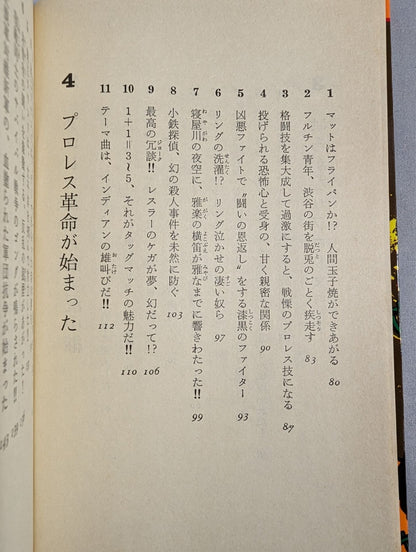 1 マットはフライパンか!? 人間玉子焼ができあがる 80
2 フルチン青年、渋谷の街を脱兎のごとく疾走す 83
3 格闘技を集大成して過激にすると、戦慄のプロレス技になる 87
4 投げられる恐怖心と受身の、甘く親密な関係 90
5 凶悪ファイトで〝闘いの恩返し〟をする漆黒のファイター 93
6 リングの洗濯!? リング泣かせの凄い奴ら 97
7 寝屋川の夜空に、雅楽の横笛が雅なまでに響きわたった!! 99
8 小鉄探偵、幻の殺人事件を未然に防ぐ 103
9 最高の冗談!! レスラーのケガが夢、幻だって!? 106
10 1+1=3〜5、それがタッグマッチの魅力だ!! 110
11 テーマ曲は、インディアンの雄叫びだ!! 112
4 プロレス革命が始まった